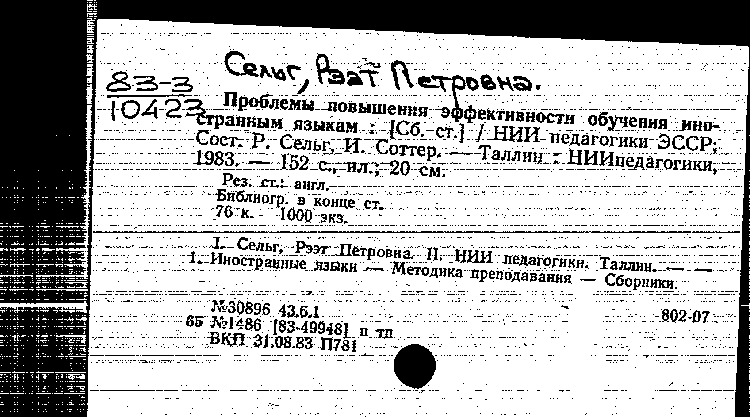 Сельг, Рээт Петровна.
83-3
10423
Проблемы повышения эффективности обучения ино-
странным языкам : [Сб. ст.] / НИИ педагогики ЭССР;
Сост. Р. Сельг, И. Соттер. — Таллин : НИИпедагогики,
1983. — 152 с., ил.; 20 см.
Рез. ст.: англ.
Библиогр. в конце ст.
76 к. 1000 экз.
I. Сельг, Рээт Петровна. II. НИИ педагогики. Таллин. — —
1. Иностранные языки — Методика преподавания — Сборники.
№30896 43.6.1
802-07
65 №1486 [83-49948] п тп
ВКП 31.08.83 П781